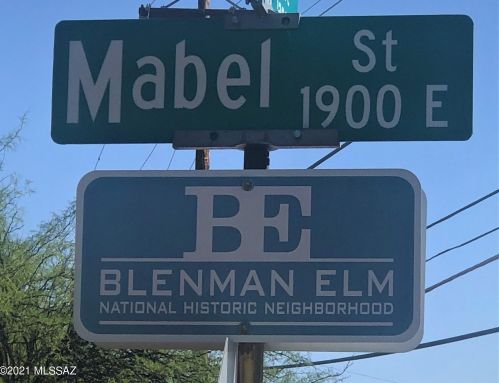 Mabel St
1900 E
BE
BLENMAN ELM
NATIONAL HISTORIC NEIGHBORHOOD
©2021 MLSSAZ